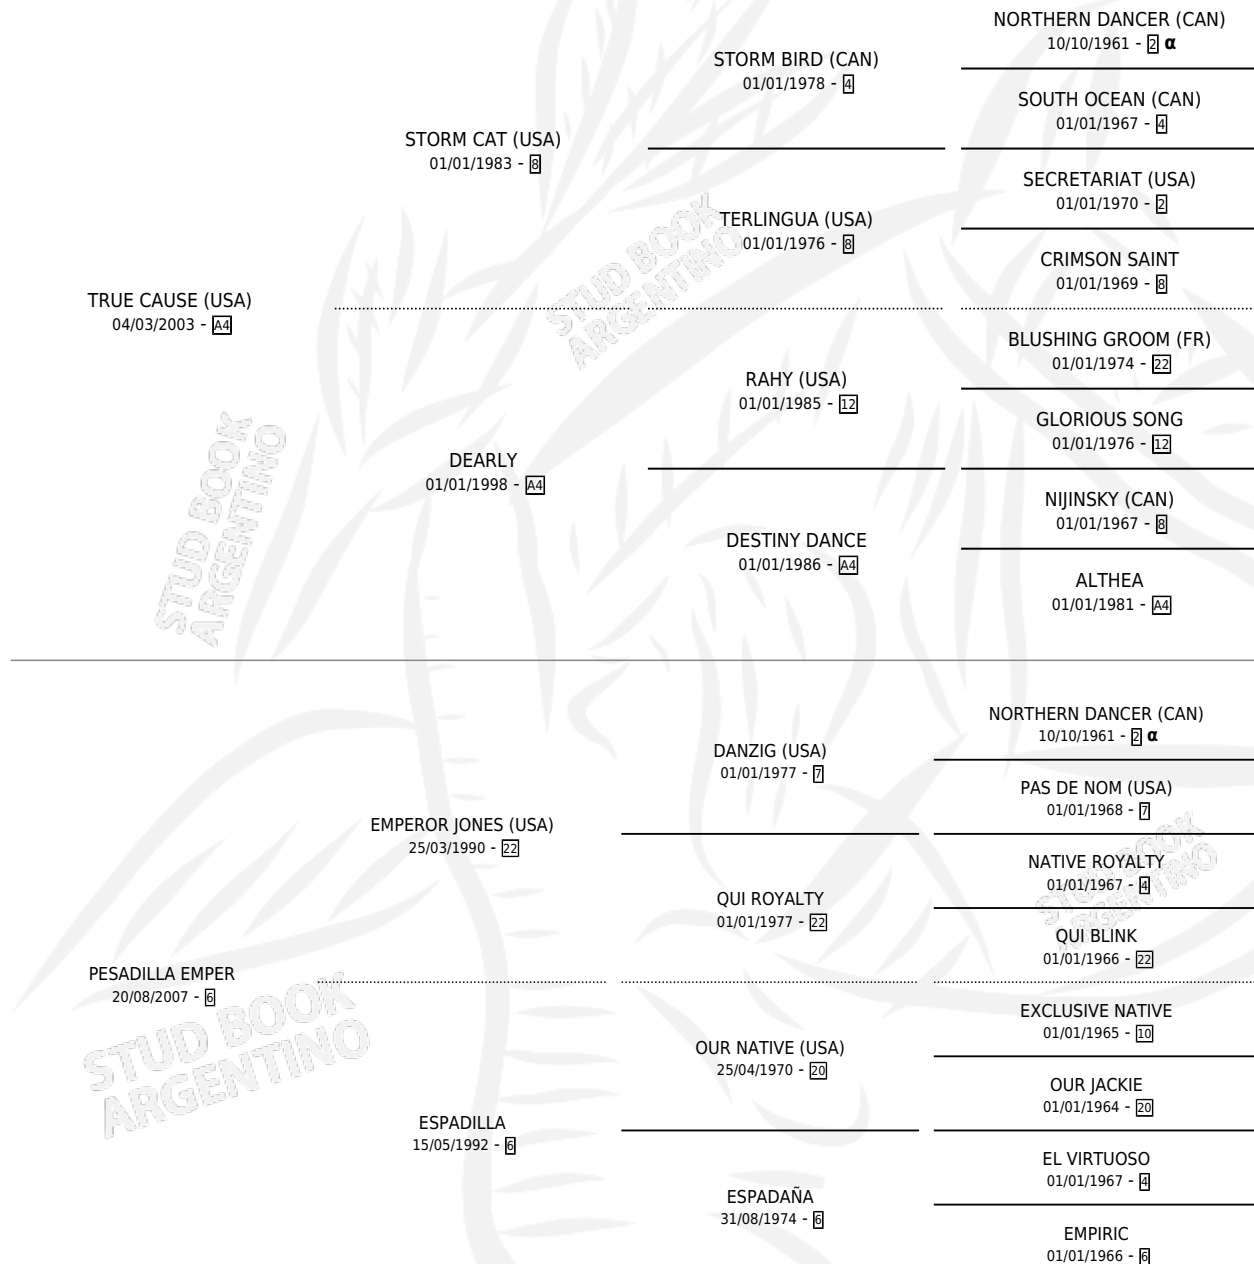 NORTHERN DANCER (CAN)
10/10/1961 - 2 α
STORM BIRD (CAN)
01/01/1978 - 4
SOUTH OCEAN (CAN)
01/01/1967 - 4
STORM CAT (USA)
01/01/1983 - 8
SECRETARIAT (USA)
01/01/1970 - 2
TERLINGUA (USA)
01/01/1976 - 8
CRIMSON SAINT
01/01/1969 - 8
TRUE CAUSE (USA)
04/03/2003 - A4
BLUSHING GROOM (FR)
01/01/1974 - 22
RAHY (USA)
01/01/1985 - 12
GLORIOUS SONG
01/01/1976 - 12
DEARLY
01/01/1998 - A4
NIJINSKY (CAN)
01/01/1967 - 8
DESTINY DANCE
01/01/1986 - A4
ALTHEA
01/01/1981 - A4
NORTHERN DANCER (CAN)
10/10/1961 - 2 α
DANZIG (USA)
01/01/1977 - 7
PAS DE NOM (USA)
01/01/1968 - 7
EMPEROR JONES (USA)
25/03/1990 - 22
NATIVE ROYALTY
01/01/1967 - 4
QUI ROYALTY
01/01/1977 - 22
QUI BLINK
01/01/1966 - 22
PESADILLA EMPER
20/08/2007 - 6
EXCLUSIVE NATIVE
01/01/1965 - 10
OUR NATIVE (USA)
25/04/1970 - 20
OUR JACKIE
01/01/1964 - 20
ESPADILLA
15/05/1992 - 6
EL VIRTUOSO
01/01/1967 - 4
ESPADAÑA
31/08/1974 - 6
EMPIRIC
01/01/1966 - 6
STUD BOOK
ARGENTINO
STUD BOOK
ARGENTINO
STUD BOOK
ARGENTINO
STUD BOOK
ARGENTINO